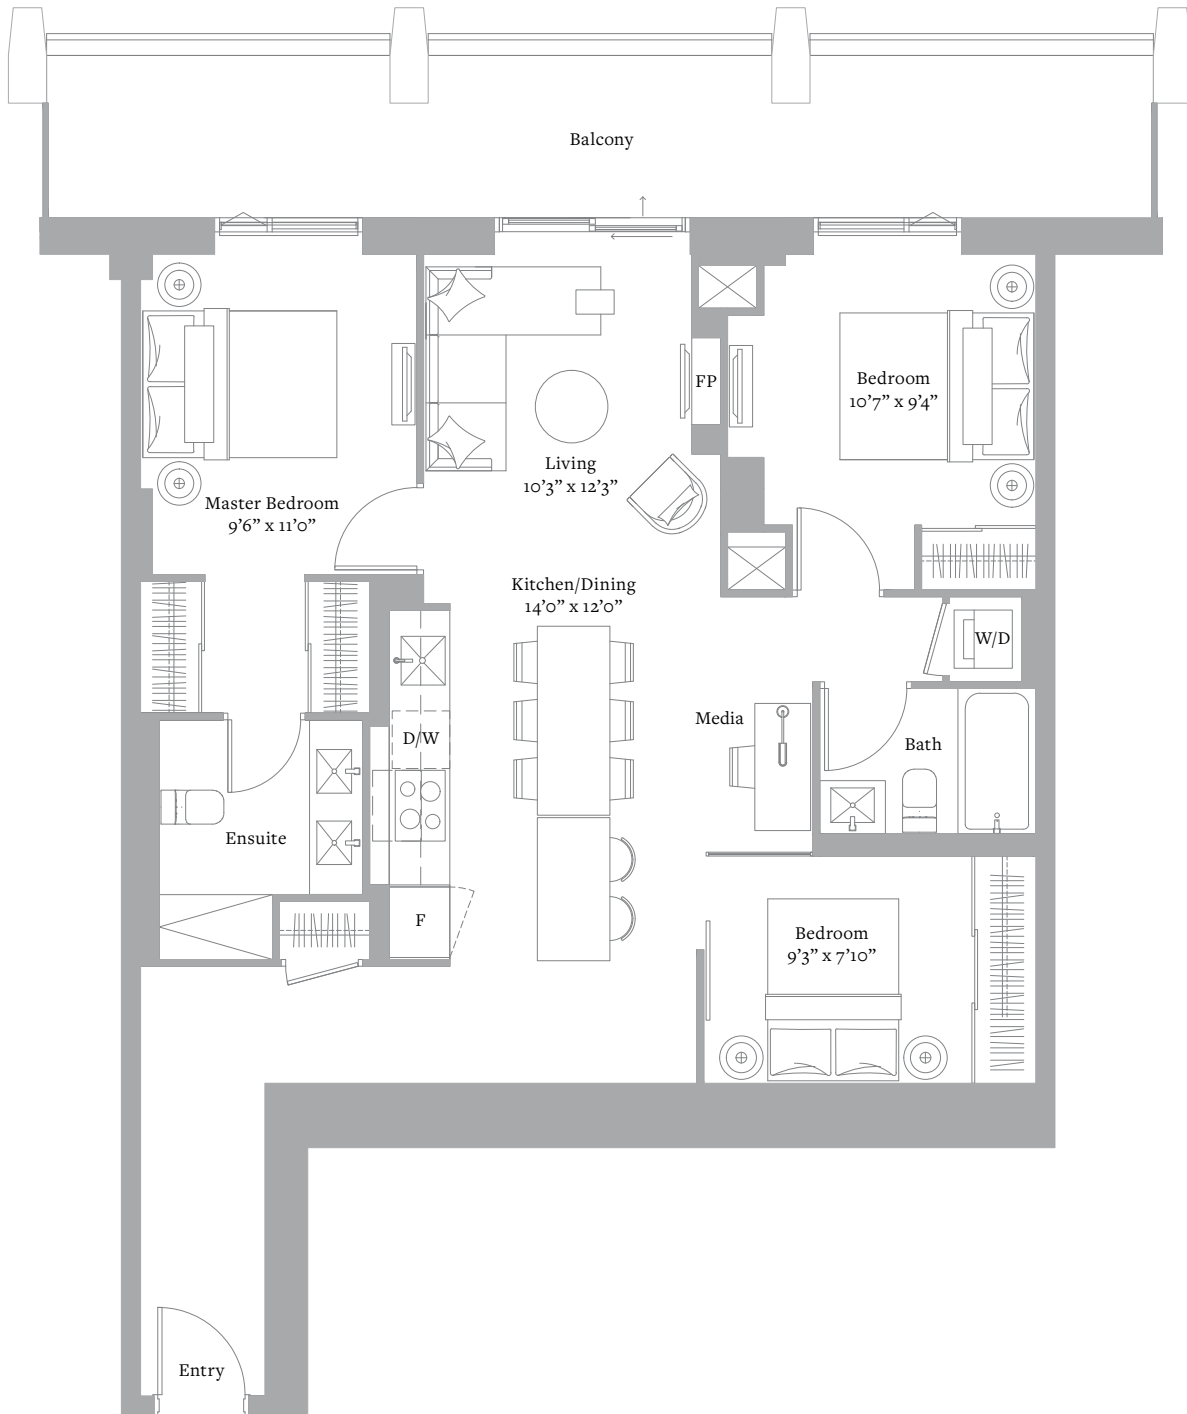 Balcony
FP
Bedroom
10’7” x 9’4”
Living
10’3” x 12’3”
Master Bedroom
9’6” x 11’0”
Kitchen/Dining
14’0” x 12’0”
W/D
Media
D/W
Bath
Ensuite
F
Bedroom
9’3” x 7’10”
Entry